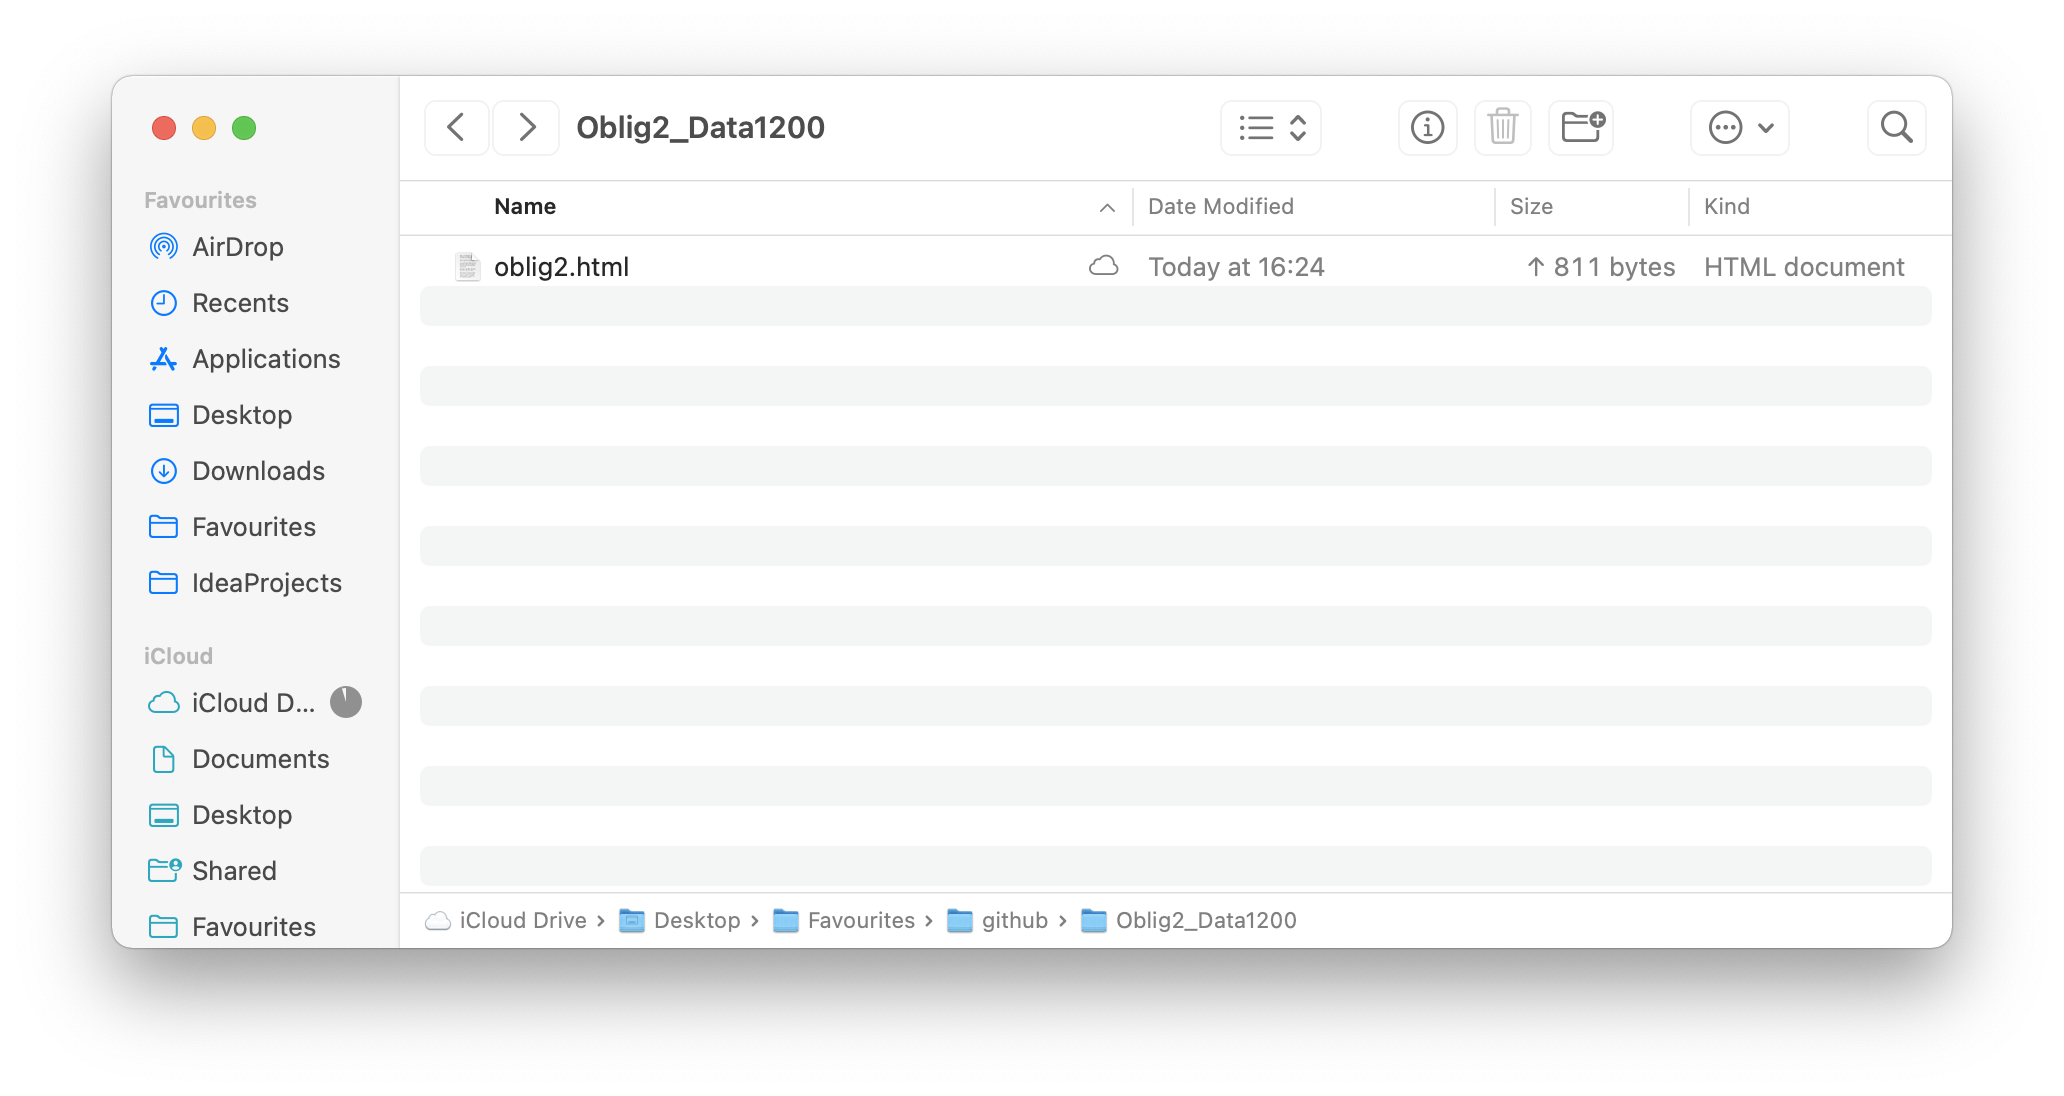 Oblig2_Data1200
Favourites
AirDrop
Recents
Applications
Desktop
Downloads
Favourites
IdeaProjects
iCloud
iCloud D...
Documents
Desktop
Shared
Favourites
Name Date Modified Size Kind
oblig2.html Today at 16:24 ↑ 811 bytes HTML document
iCloud Drive › Desktop › Favourites › github › Oblig2_Data1200